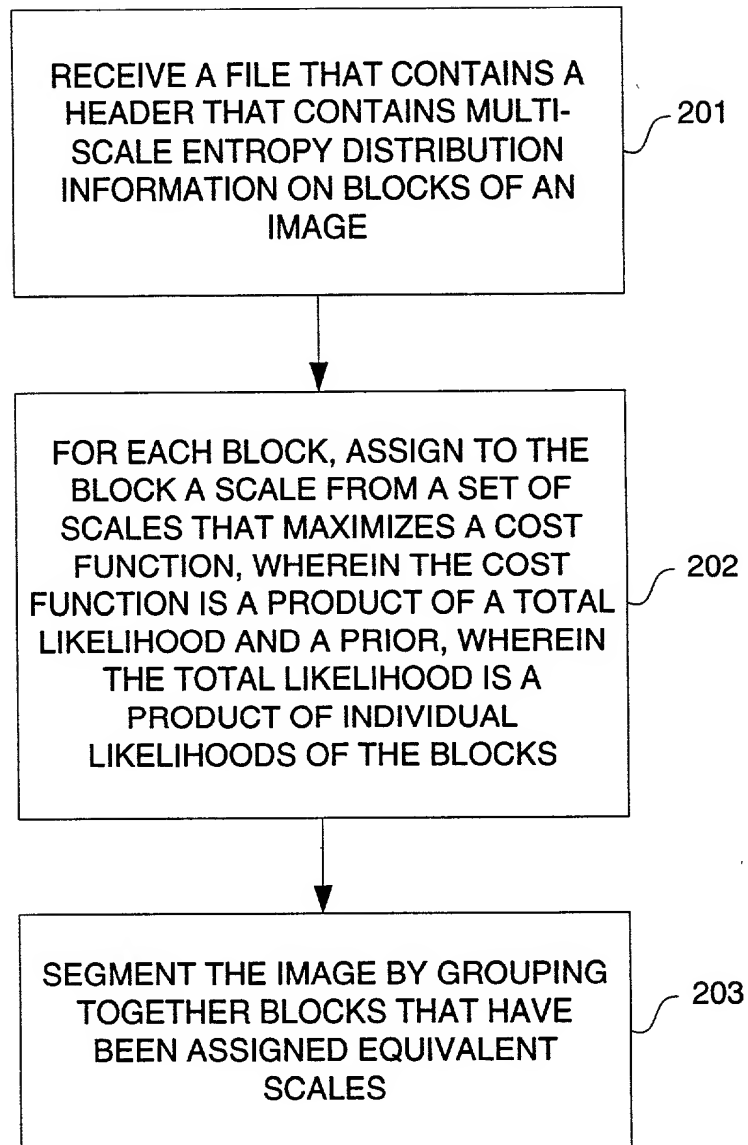 RECEIVE A FILE THAT CONTAINS A
HEADER THAT CONTAINS MULTI-
SCALE ENTROPY DISTRIBUTION
INFORMATION ON BLOCKS OF AN
IMAGE
201
FOR EACH BLOCK, ASSIGN TO THE
BLOCK A SCALE FROM A SET OF
SCALES THAT MAXIMIZES A COST
FUNCTION, WHEREIN THE COST
FUNCTION IS A PRODUCT OF A TOTAL
LIKELIHOOD AND A PRIOR, WHEREIN
THE TOTAL LIKELIHOOD IS A
PRODUCT OF INDIVIDUAL
LIKELIHOODS OF THE BLOCKS
202
SEGMENT THE IMAGE BY GROUPING
TOGETHER BLOCKS THAT HAVE
BEEN ASSIGNED EQUIVALENT
SCALES
203